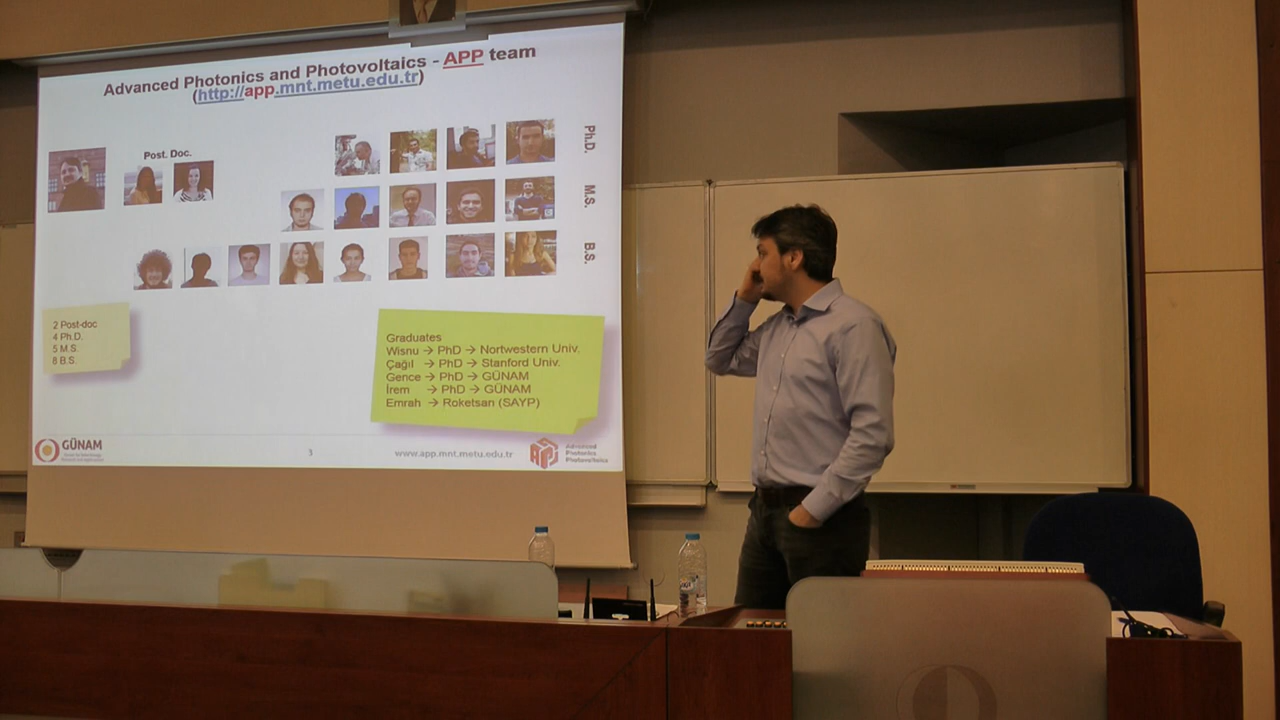 Advanced Photonics and Photovoltaics - APP team
(http://app.mnt.metu.edu.tr)
Post. Doc.
Ph.D.
M.S.
B.S.
2 Post-doc
4 Ph.D.
5 M.S.
8 B.S.
Graduates
Wisnu → PhD → Nortwestern Univ.
Çağıl → PhD → Stanford Univ.
Gence → PhD → GÜNAM
İrem → PhD → GÜNAM
Emrah → Roketsan (SAYP)
GÜNAM
3
www.app.mnt.metu.edu.tr
Advanced
Photonics
Photovoltaics